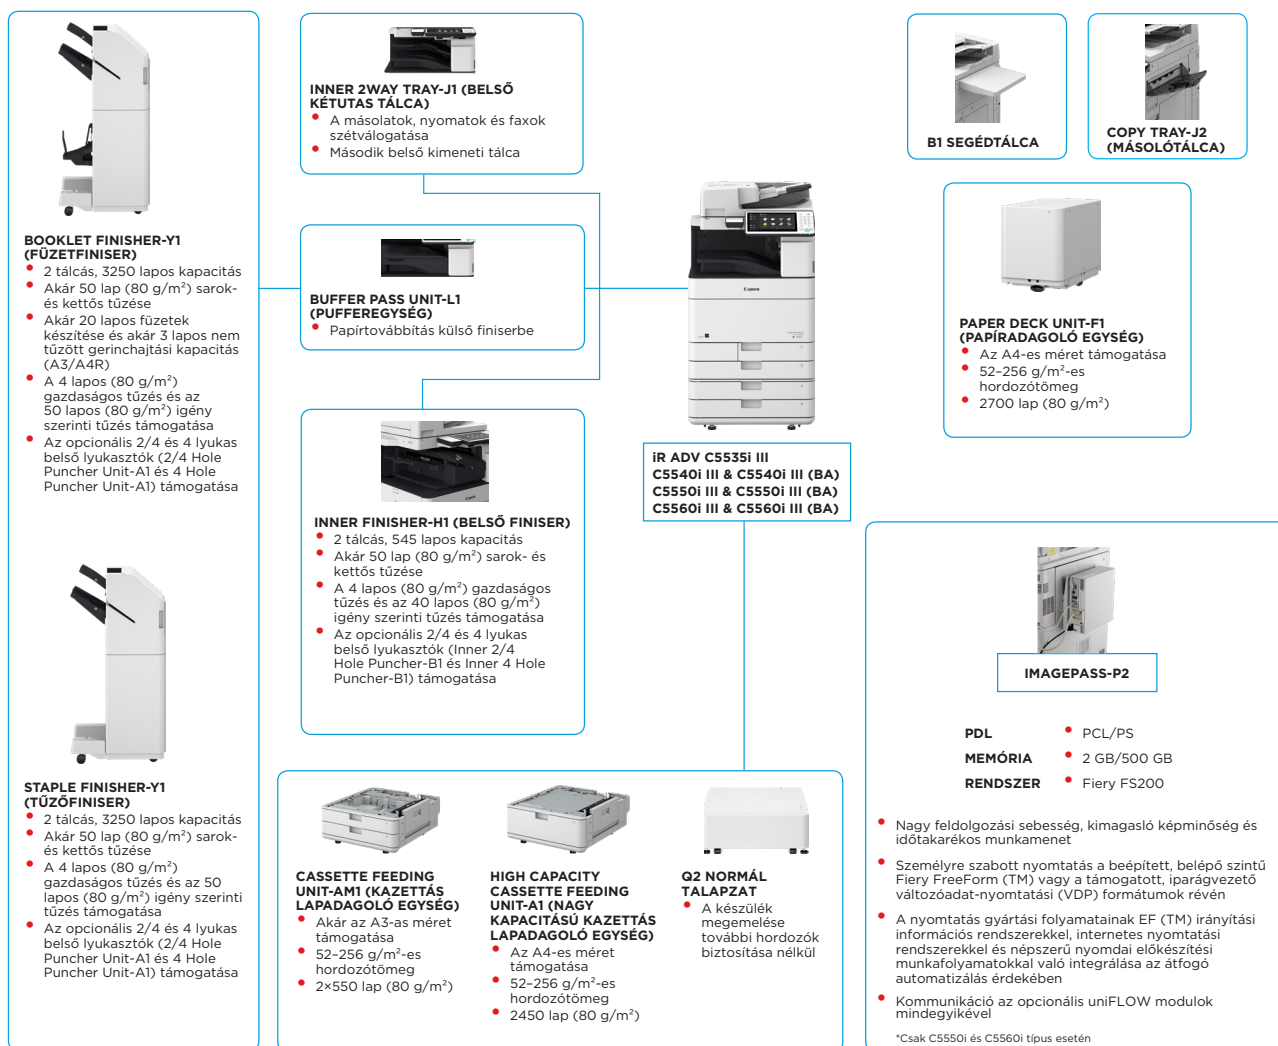 BOOKLET FINISHER-Y1
(FÜZETFINISER)
• 2 tálcás, 3250 lapos kapacitás
• Akár 50 lap (80 g/m²) sarok-
és kettős tűzése
• Akár 20 lapos füzetek
készítése és akár 3 lapos nem
tűzött gerinchajtási kapacitás
(A3/A4R)
• A 4 lapos (80 g/m²)
gazdaságos tűzés és az
50 lapos (80 g/m²) igény
szerinti tűzés támogatása
• Az opcionális 2/4 és 4 lyukas
belső lyukasztók (2/4 Hole
Puncher Unit-A1 és 4 Hole
Puncher Unit-A1) támogatása
STAPLE FINISHER-Y1
(TŰZŐFINISER)
• 2 tálcás, 3250 lapos kapacitás
• Akár 50 lap (80 g/m²) sarok-
és kettős tűzése
• A 4 lapos (80 g/m²)
gazdaságos tűzés és az 50
lapos (80 g/m²) igény szerinti
tűzés támogatása
• Az opcionális 2/4 és 4 lyukas
belső lyukasztók (2/4 Hole
Puncher Unit-A1 és 4 Hole
Puncher Unit-A1) támogatása
INNER 2WAY TRAY-J1 (BELSŐ
KÉTUTAS TÁLCA)
• A másolatok, nyomatok és faxok
szétválogatása
• Második belső kimeneti tálca
BUFFER PASS UNIT-L1
(PUFFEREGYSÉG)
• Papírtovábbítás külső finiserbe
INNER FINISHER-H1 (BELSŐ FINISER)
• 2 tálcás, 545 lapos kapacitás
• Akár 50 lap (80 g/m²) sarok- és
kettős tűzése
• A 4 lapos (80 g/m²) gazdaságos
tűzés és az 40 lapos (80 g/m²)
igény szerinti tűzés támogatása
• Az opcionális 2/4 és 4 lyukas
belső lyukasztók (Inner 2/4
Hole Puncher-B1 és Inner 4 Hole
Puncher-B1) támogatása
Canon
iR ADV C5535i III
C5540i III & C5540i III (BA)
C5550i III & C5550i III (BA)
C5560i III & C5560i III (BA)
B1 SEGÉDTÁLCA
COPY TRAY-J2
(MÁSOLÓTÁLCA)
PAPER DECK UNIT-F1
(PAPÍRADAGOLÓ EGYSÉG)
• Az A4-es méret támogatása
• 52–256 g/m²-es
hordozótömeg
• 2700 lap (80 g/m²)
CASSETTE FEEDING
UNIT-AM1 (KAZETTÁS
LAPADAGOLÓ EGYSÉG)
• Akár az A3-as méret
támogatása
• 52–256 g/m²-es
hordozótömeg
• 2×550 lap (80 g/m²)
HIGH CAPACITY
CASSETTE FEEDING
UNIT-A1 (NAGY
KAPACITÁSÚ KAZETTÁS
LAPADAGOLÓ EGYSÉG)
• Az A4-es méret
támogatása
• 52–256 g/m²-es
hordozótömeg
• 2450 lap (80 g/m²)
Q2 NORMÁL
TALAPZAT
• A készülék
megemelése
további hordozók
biztosítása nélkül
IMAGEPASS-P2
PDL • PCL/PS
MEMÓRIA • 2 GB/500 GB
RENDSZER • Fiery FS200
• Nagy feldolgozási sebesség, kimagasló képminőség és
időtakarékos munkamenet
• Személyre szabott nyomtatás a beépített, belépő szintű
Fiery FreeForm (TM) vagy a támogatott, iparágvezető
változóadat-nyomtatási (VDP) formátumok révén
• A nyomtatás gyártási folyamatainak EF (TM) irányítási
információs rendszerekkel, internetes nyomtatási
rendszerekkel és népszerű nyomdai előkészítési
munkafolyamatokkal való integrálása az átfogó
automatizálás érdekében
• Kommunikáció az opcionális uniFLOW modulok
mindegyikével
*Csak C5550i és C5560i típus esetén